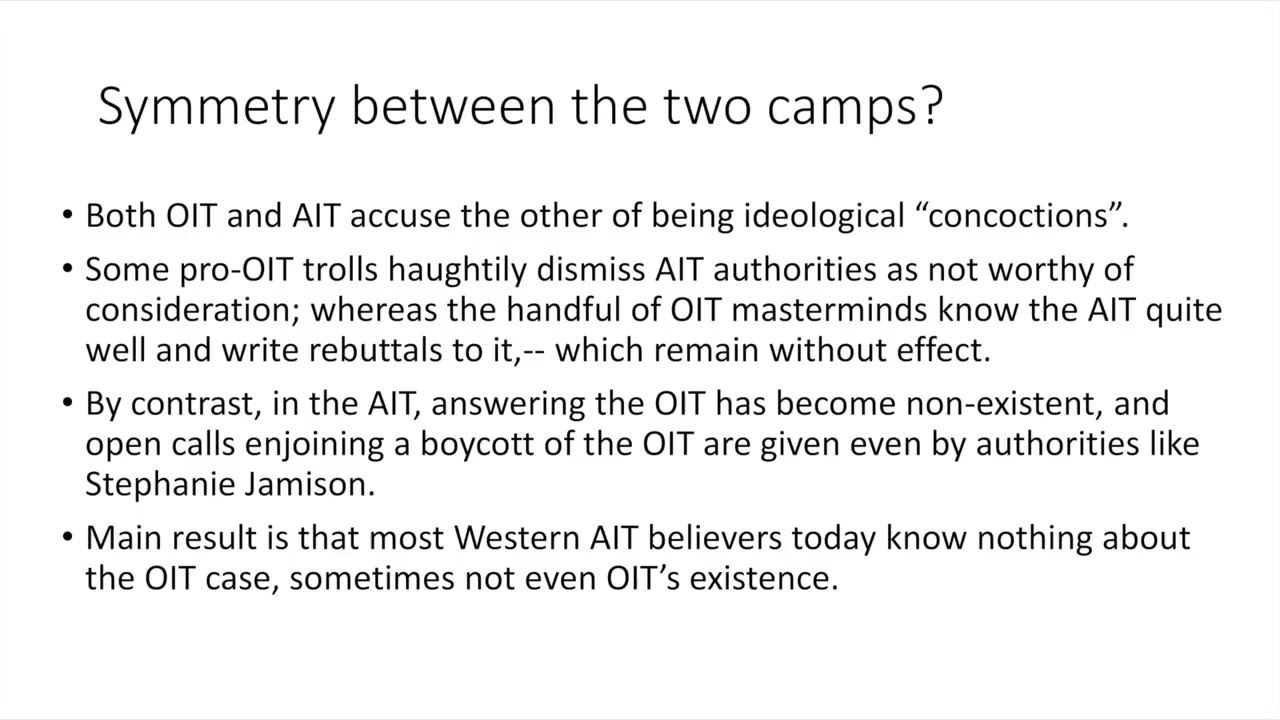 Symmetry between the two camps?
• Both OIT and AIT accuse the other of being ideological “concoctions”.
• Some pro-OIT trolls haughtily dismiss AIT authorities as not worthy of
consideration; whereas the handful of OIT masterminds know the AIT quite
well and write rebuttals to it,-- which remain without effect.
• By contrast, in the AIT, answering the OIT has become non-existent, and
open calls enjoining a boycott of the OIT are given even by authorities like
Stephanie Jamison.
• Main result is that most Western AIT believers today know nothing about
the OIT case, sometimes not even OIT’s existence.